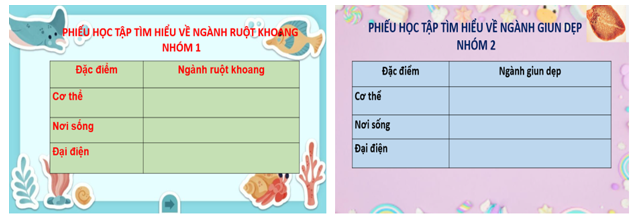 PHIẾU HỌC TẬP TÌM HIỂU VỀ NGÀNH RUỘT KHOANG
NHÓM 1
Đặc điểm Ngành ruột khoang
Cơ thể
Nơi sống
Đại điện
PHIẾU HỌC TẬP TÌM HIỂU VỀ NGÀNH GIUN DẸP
NHÓM 2
Đặc điểm Ngành giun dẹp
Cơ thể
Nơi sống
Đại điện